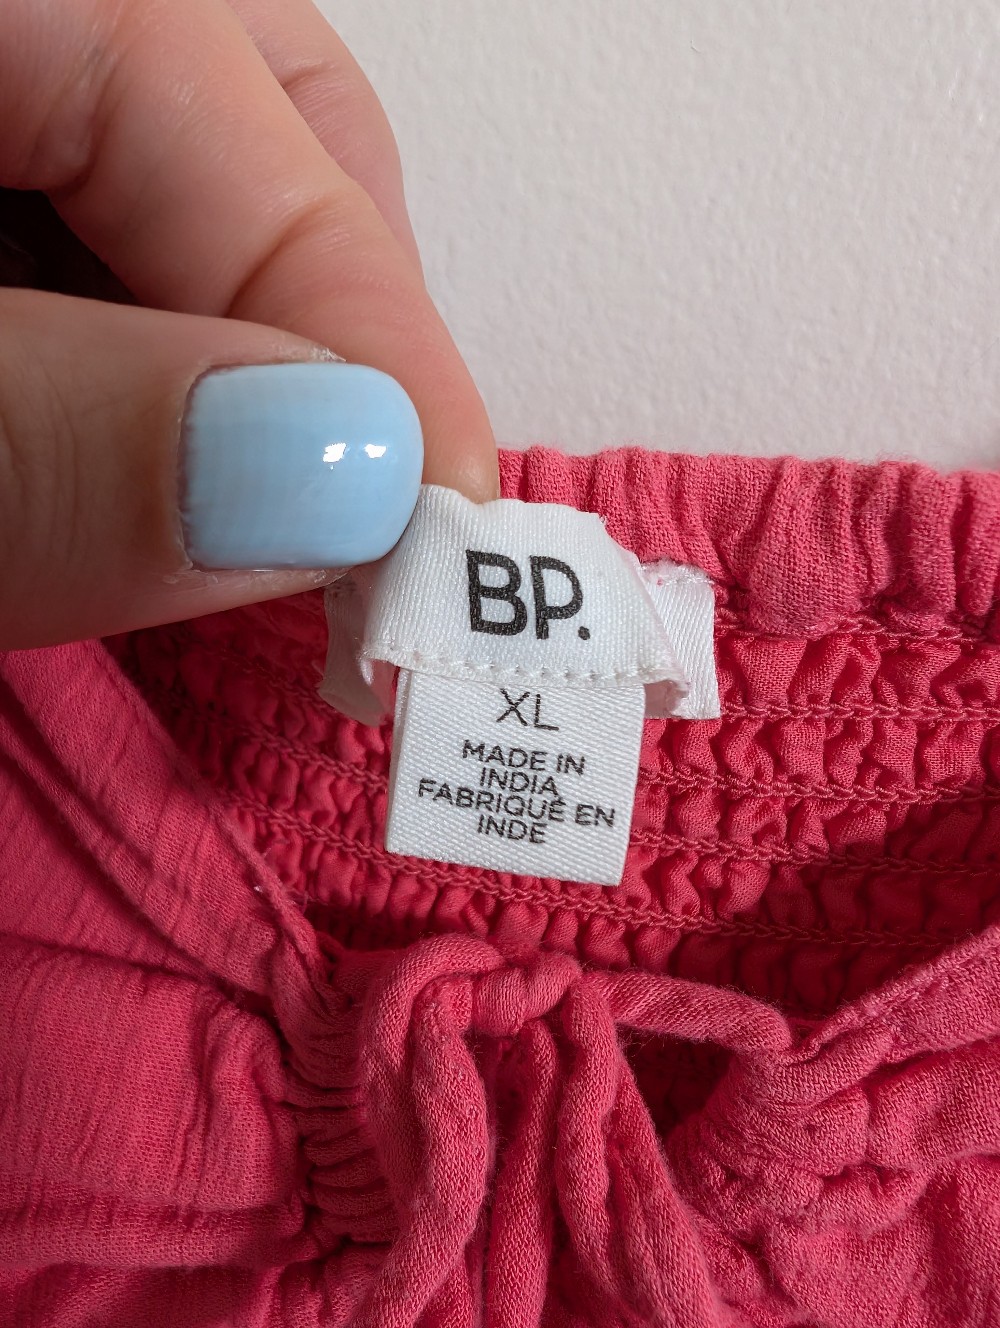 BP.
XL
MADE IN
INDIA
FABRIQUÉ EN
INDE